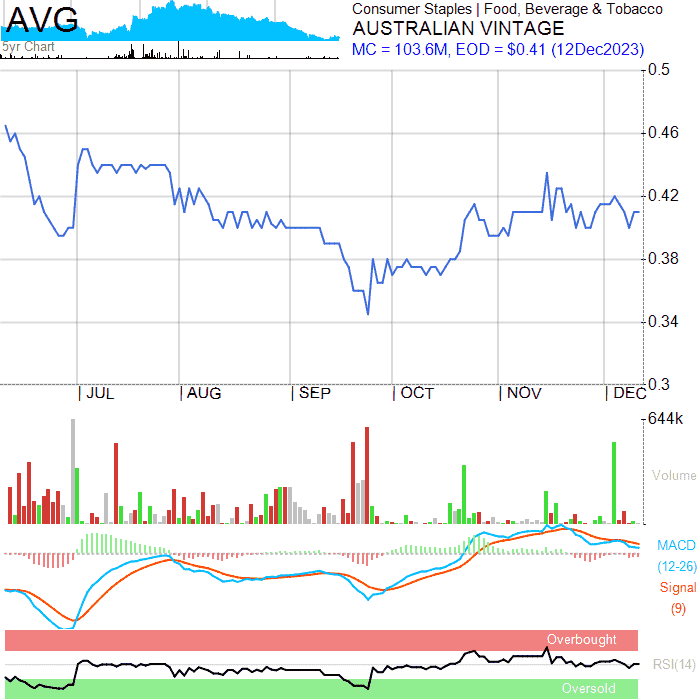 AVG
5yr Chart
Consumer Staples | Food, Beverage & Tobacco
AUSTRALIAN VINTAGE
MC = 103.6M, EOD = $0.41 (12Dec2023)
0.5
0.46
0.42
0.38
0.34
0.3
JUL AUG SEP OCT NOV DEC
644k
Volume
MACD
(12-26)
Signal
(9)
Overbought
RSI(14)
Oversold